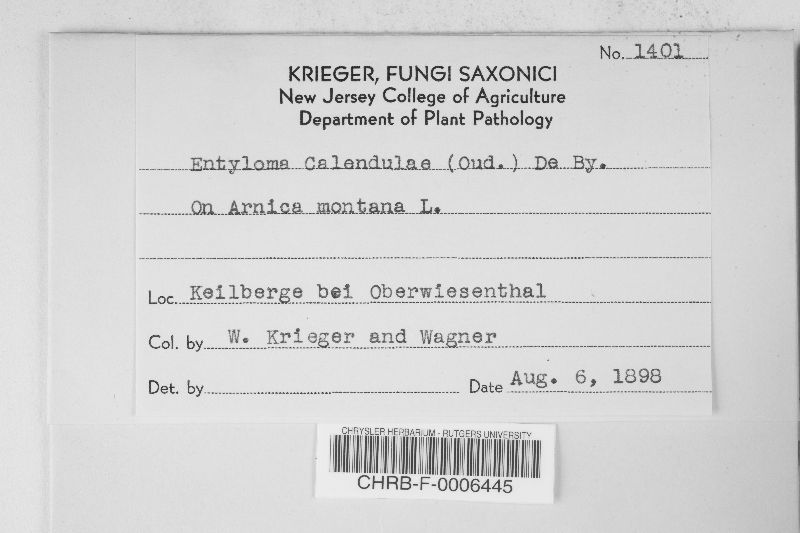 No. 1401
KRIEGER, FUNGI SAXONICI
New Jersey College of Agriculture
Department of Plant Pathology
Entyloma Calendulae (Oud.) De By.
On Arnica montana L.
Loc. Keilberge bei Oberwiesenthal
Col. by W. Krieger and Wagner
Det. by Date Aug. 6, 1898
CHRYSLER HERBARIUM - RUTGERS UNIVERSITY
CHRB-F-0006445